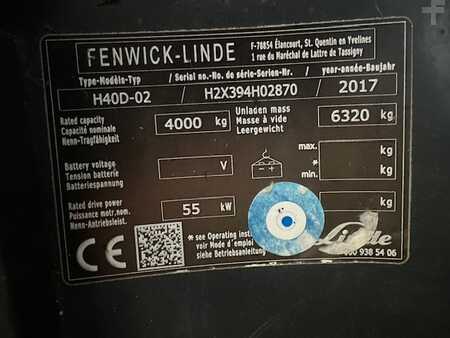 FENWICK-LINDE
F-78854 Élancourt, St. Quentin en Yvelines
1 rue du Maréchal de Lattre de Tassigny
Type-Modèle-Typ / Serial no.-No. de série-Serien-Nr. / year-année-Baujahr
H40D-02 / H2X394H02870 / 2017
Rated capacity
Capacité nominale
Nenn-Tragfähigkeit
4000 kg
Unladen mass
Masse à vide
Leergewicht
6320 kg
Battery voltage
Tension batterie
Batteriespannung
V
- +
max. kg
*
min. kg
Rated drive power
Puissance motr.nom.
Nenn-Antriebsleist.
55 kW
kg
CE
* see Operating instr
voir Mode d'emploi
siehe Betriebsanleitung
Linde
00 938 54 06